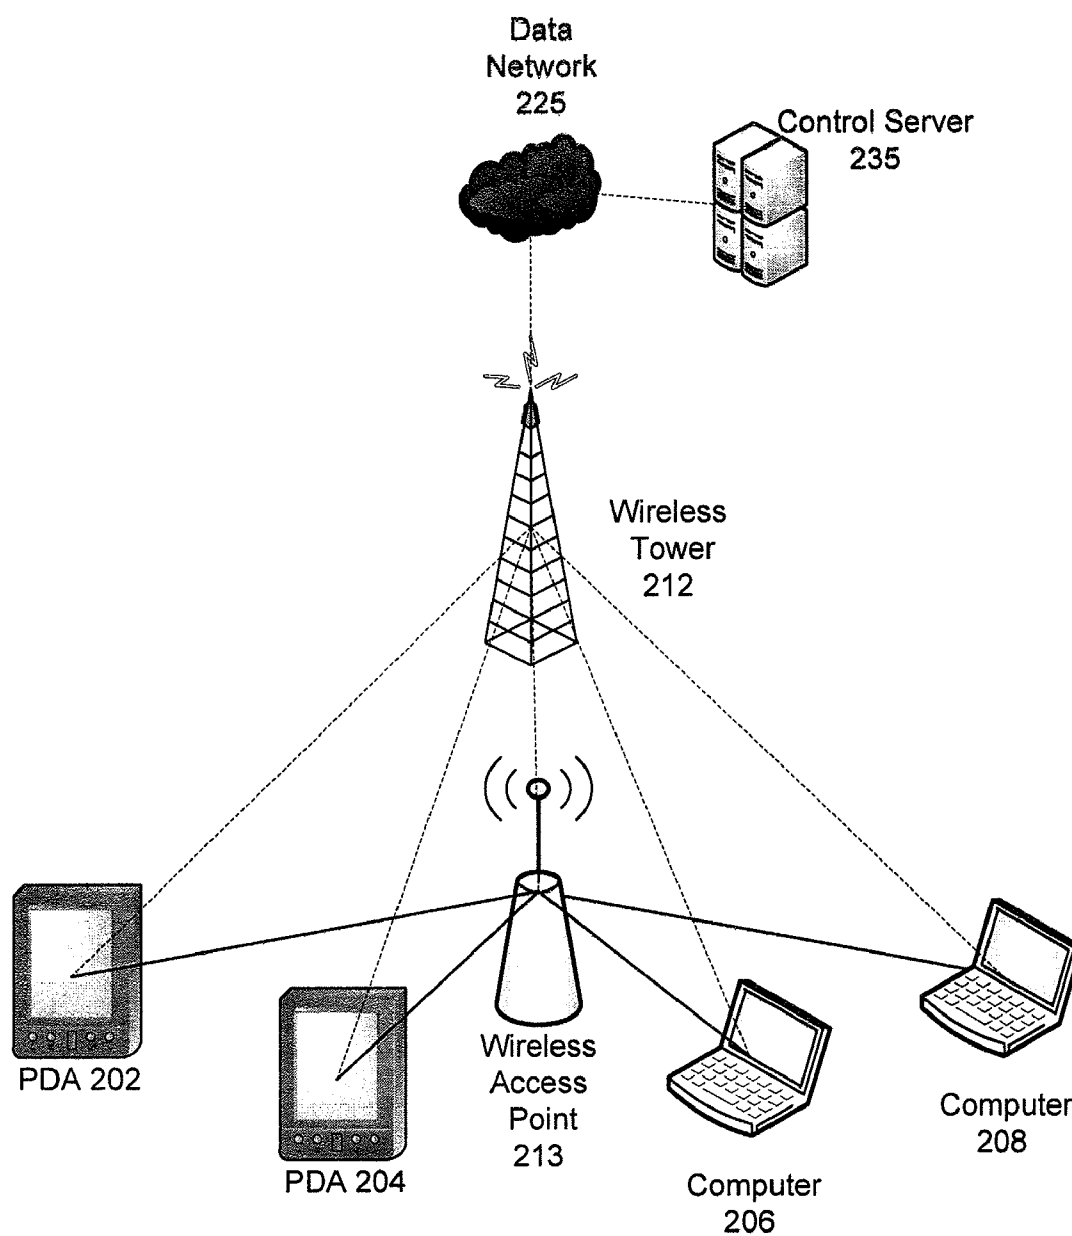 Data
Network
225
Control Server
235
Wireless
Tower
212
PDA 202
PDA 204
Wireless
Access
Point
213
Computer
206
Computer
208